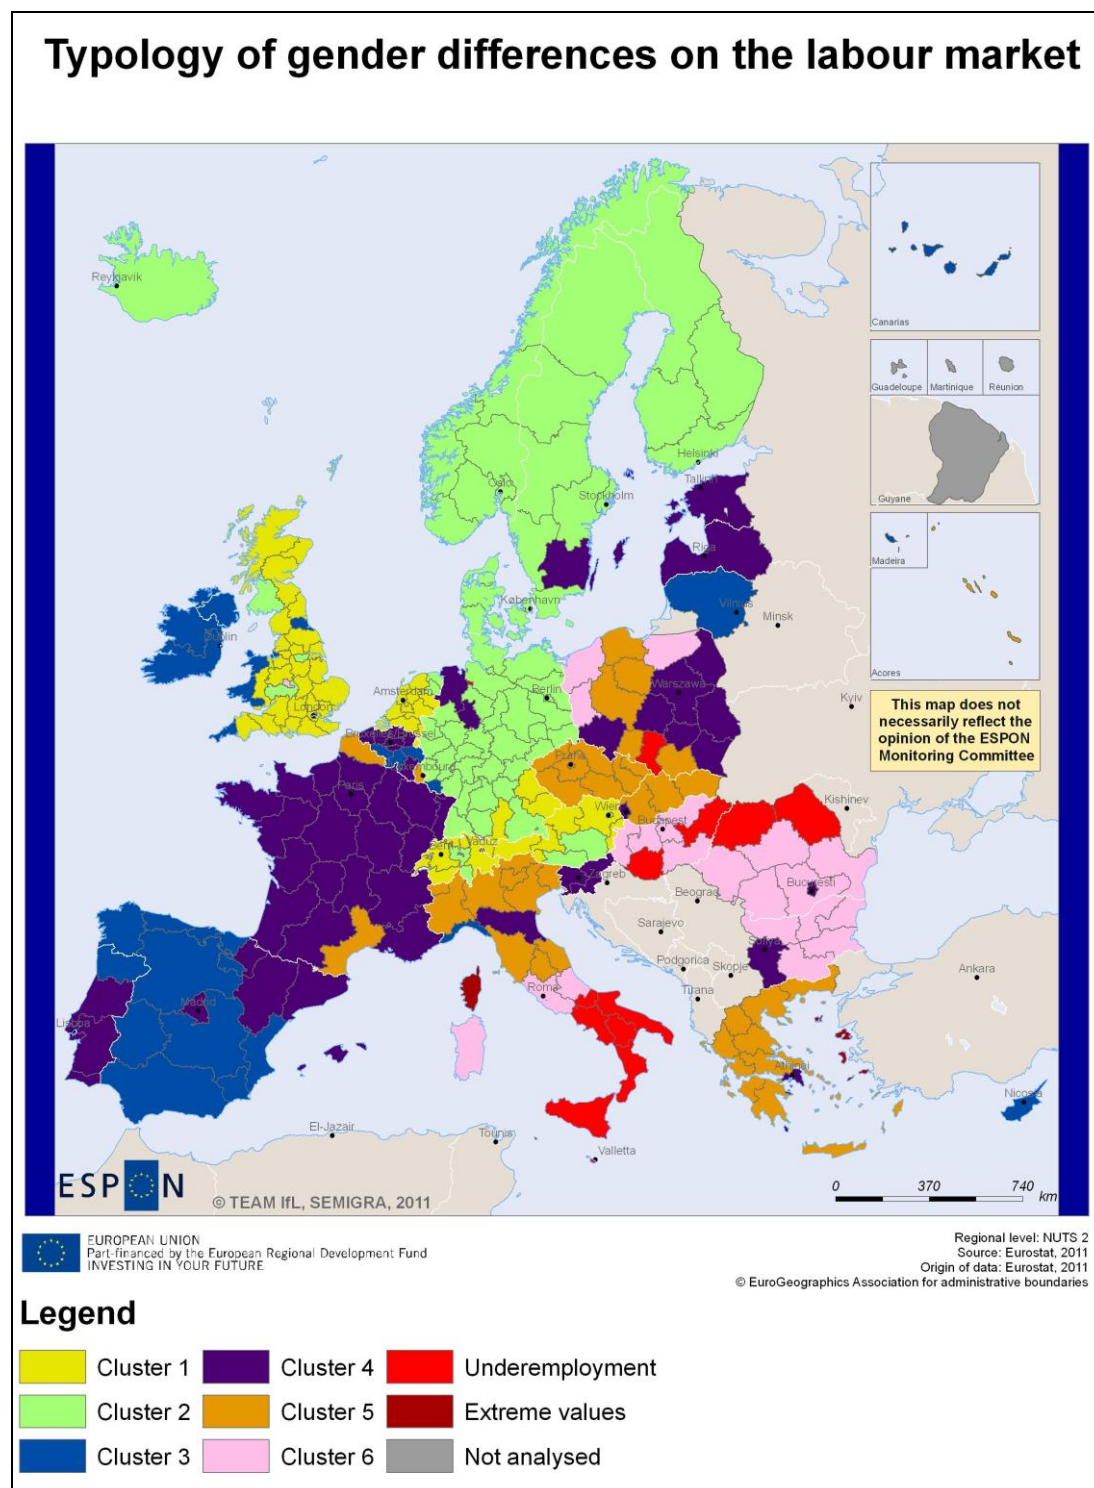 Typology of gender differences on the labour market
Reykjavik
Canarias
Guadeloupe
Martinique
Réunion
Guyane
Madeira
Acores
Helsinki
Tallinn
Oslo
Stockholm
Riga
København
Vilnius
Minsk
Dublin
Amsterdam
Berlin
Warszawa
London
Kyiv
This map does not
necessarily reflect the
opinion of the ESPON
Monitoring Committee
Praha
Paris
Wien
Kishinev
Budapest
Vaduz
Zagreb
Bucuresti
Beograd
Sarajevo
Sofiya
Podgorica
Skopje
Ankara
Roma
Tirana
Madrid
Lisboa
Athinai
Nicosia
El-Jazair
Tounis
Valletta
ESPON
© TEAM IfL, SEMIGRA, 2011
0 370 740
km
EUROPEAN UNION
Part-financed by the European Regional Development Fund
INVESTING IN YOUR FUTURE
Regional level: NUTS 2
Source: Eurostat, 2011
Origin of data: Eurostat, 2011
© EuroGeographics Association for administrative boundaries
Legend
Cluster 1 Cluster 4 Underemployment
Cluster 2 Cluster 5 Extreme values
Cluster 3 Cluster 6 Not analysed